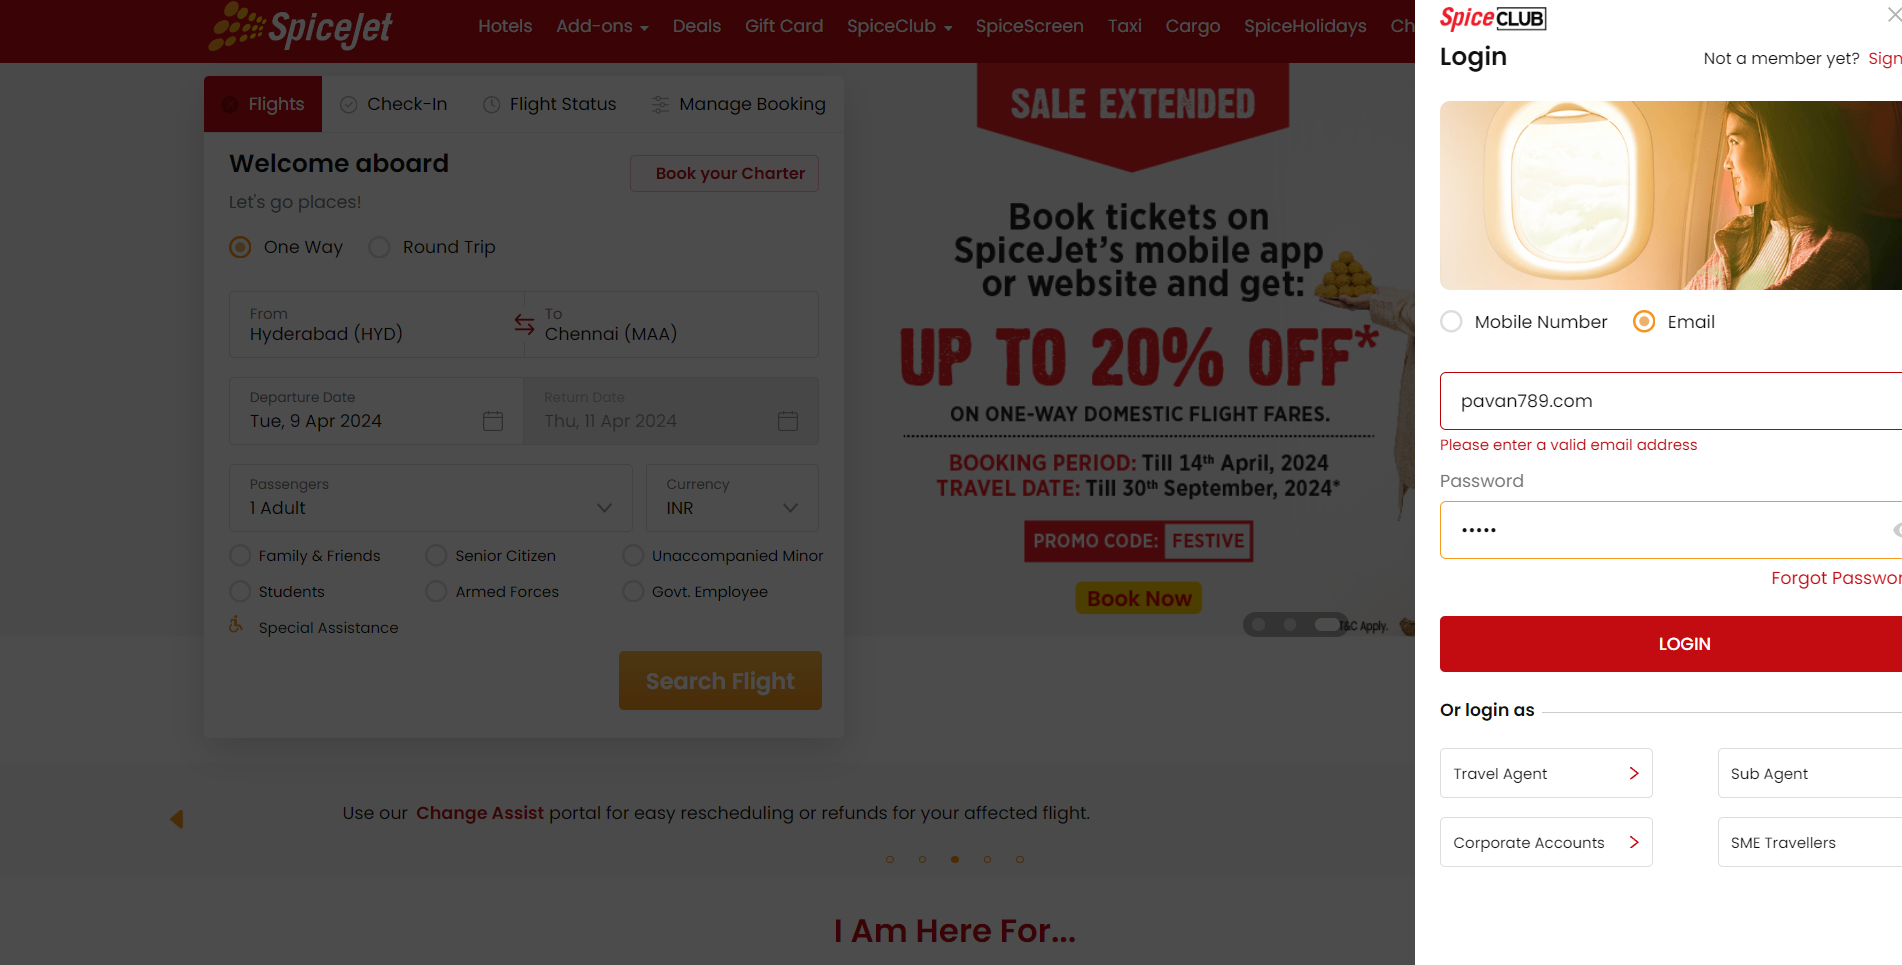 SpiceJet
Hotels Add-ons Deals Gift Card SpiceClub SpiceScreen Taxi Cargo SpiceHolidays Ch
Flights Check-In Flight Status Manage Booking
Welcome aboard
Book your Charter
Let's go places!
One Way Round Trip
From
Hyderabad (HYD)
To
Chennai (MAA)
Departure Date
Tue, 9 Apr 2024
Return Date
Thu, 11 Apr 2024
Passengers
1 Adult
Currency
INR
Family & Friends Senior Citizen Unaccompanied Minor
Students Armed Forces Govt. Employee
Special Assistance
Search Flight
SALE EXTENDED
Book tickets on
SpiceJet's mobile app
or website and get:
UP TO 20% OFF*
ON ONE-WAY DOMESTIC FLIGHT FARES.
BOOKING PERIOD: Till 14th April, 2024
TRAVEL DATE: Till 30th September, 2024*
PROMO CODE: FESTIVE
Book Now
T&C Apply.
Use our Change Assist portal for easy rescheduling or refunds for your affected flight.
I Am Here For...
SpiceCLUB
Login
Not a member yet? Sign
Mobile Number Email
pavan789.com
Please enter a valid email address
Password
•••••
Forgot Passwor
LOGIN
Or login as
Travel Agent Sub Agent
Corporate Accounts SME Travellers